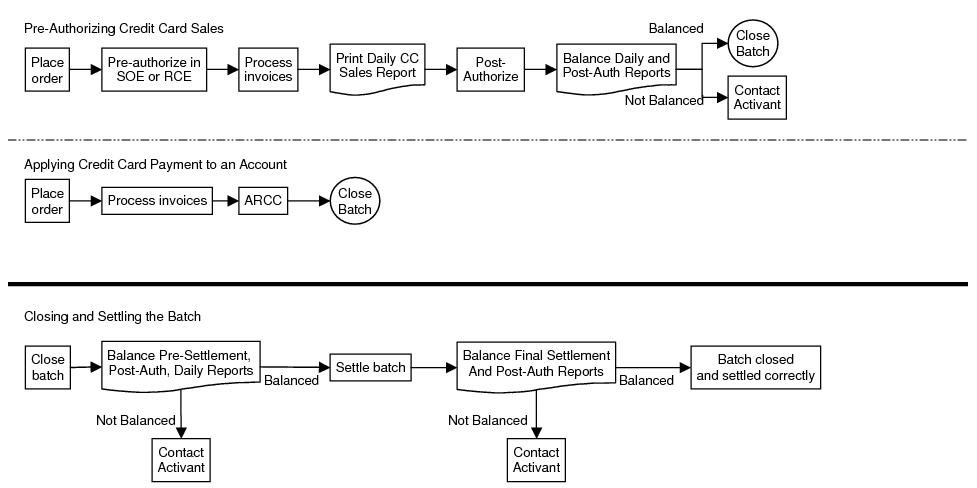 Pre-Authorizing Credit Card Sales
Place
order
Pre-authorize in
SOE or RCE
Process
invoices
Print Daily CC
Sales Report
Post-
Authorize
Balance Daily and
Post-Auth Reports
Balanced
Close
Batch
Not Balanced
Contact
Activant
Applying Credit Card Payment to an Account
Place
order
Process invoices
ARCC
Close
Batch
Closing and Settling the Batch
Close
batch
Balance Pre-Settlement,
Post-Auth, Daily Reports
Balanced
Settle batch
Balance Final Settlement
And Post-Auth Reports
Balanced
Batch closed
and settled correctly
Not Balanced
Contact
Activant
Not Balanced
Contact
Activant